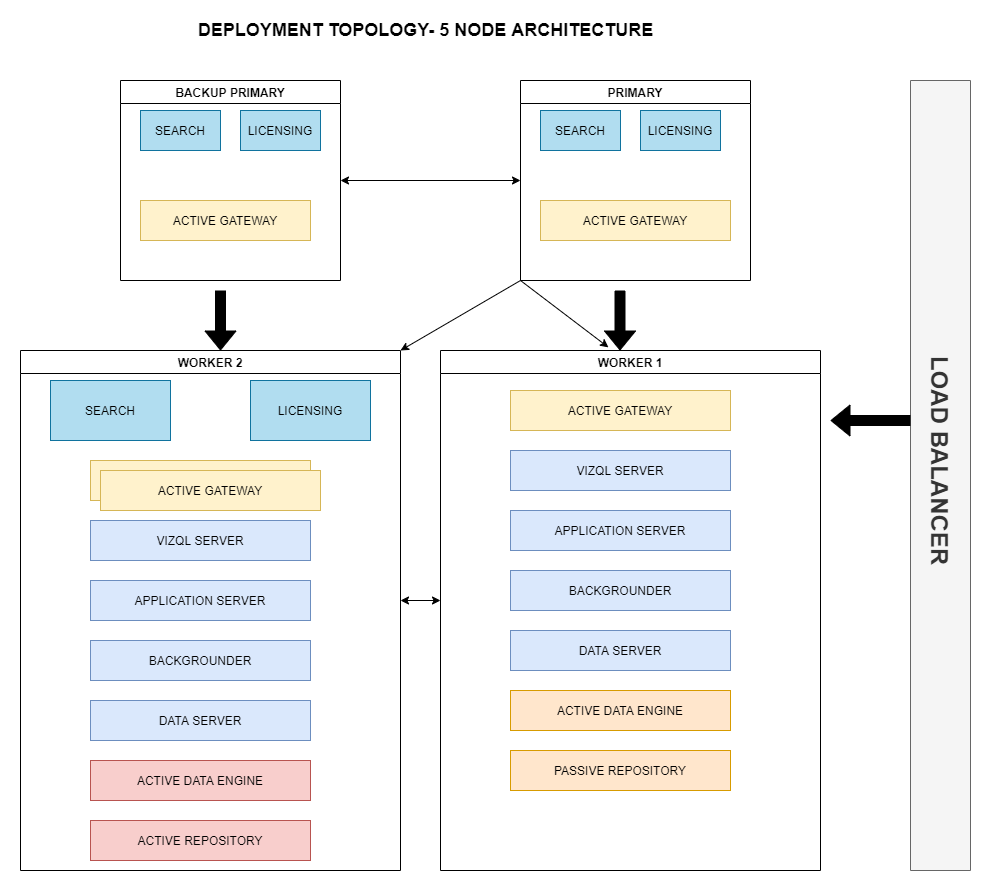 DEPLOYMENT TOPOLOGY- 5 NODE ARCHITECTURE
BACKUP PRIMARY
SEARCH
LICENSING
ACTIVE GATEWAY
PRIMARY
SEARCH
LICENSING
ACTIVE GATEWAY
WORKER 2
SEARCH
LICENSING
ACTIVE GATEWAY
VIZQL SERVER
APPLICATION SERVER
BACKGROUNDER
DATA SERVER
ACTIVE DATA ENGINE
ACTIVE REPOSITORY
WORKER 1
ACTIVE GATEWAY
VIZQL SERVER
APPLICATION SERVER
BACKGROUNDER
DATA SERVER
ACTIVE DATA ENGINE
PASSIVE REPOSITORY
LOAD BALANCER